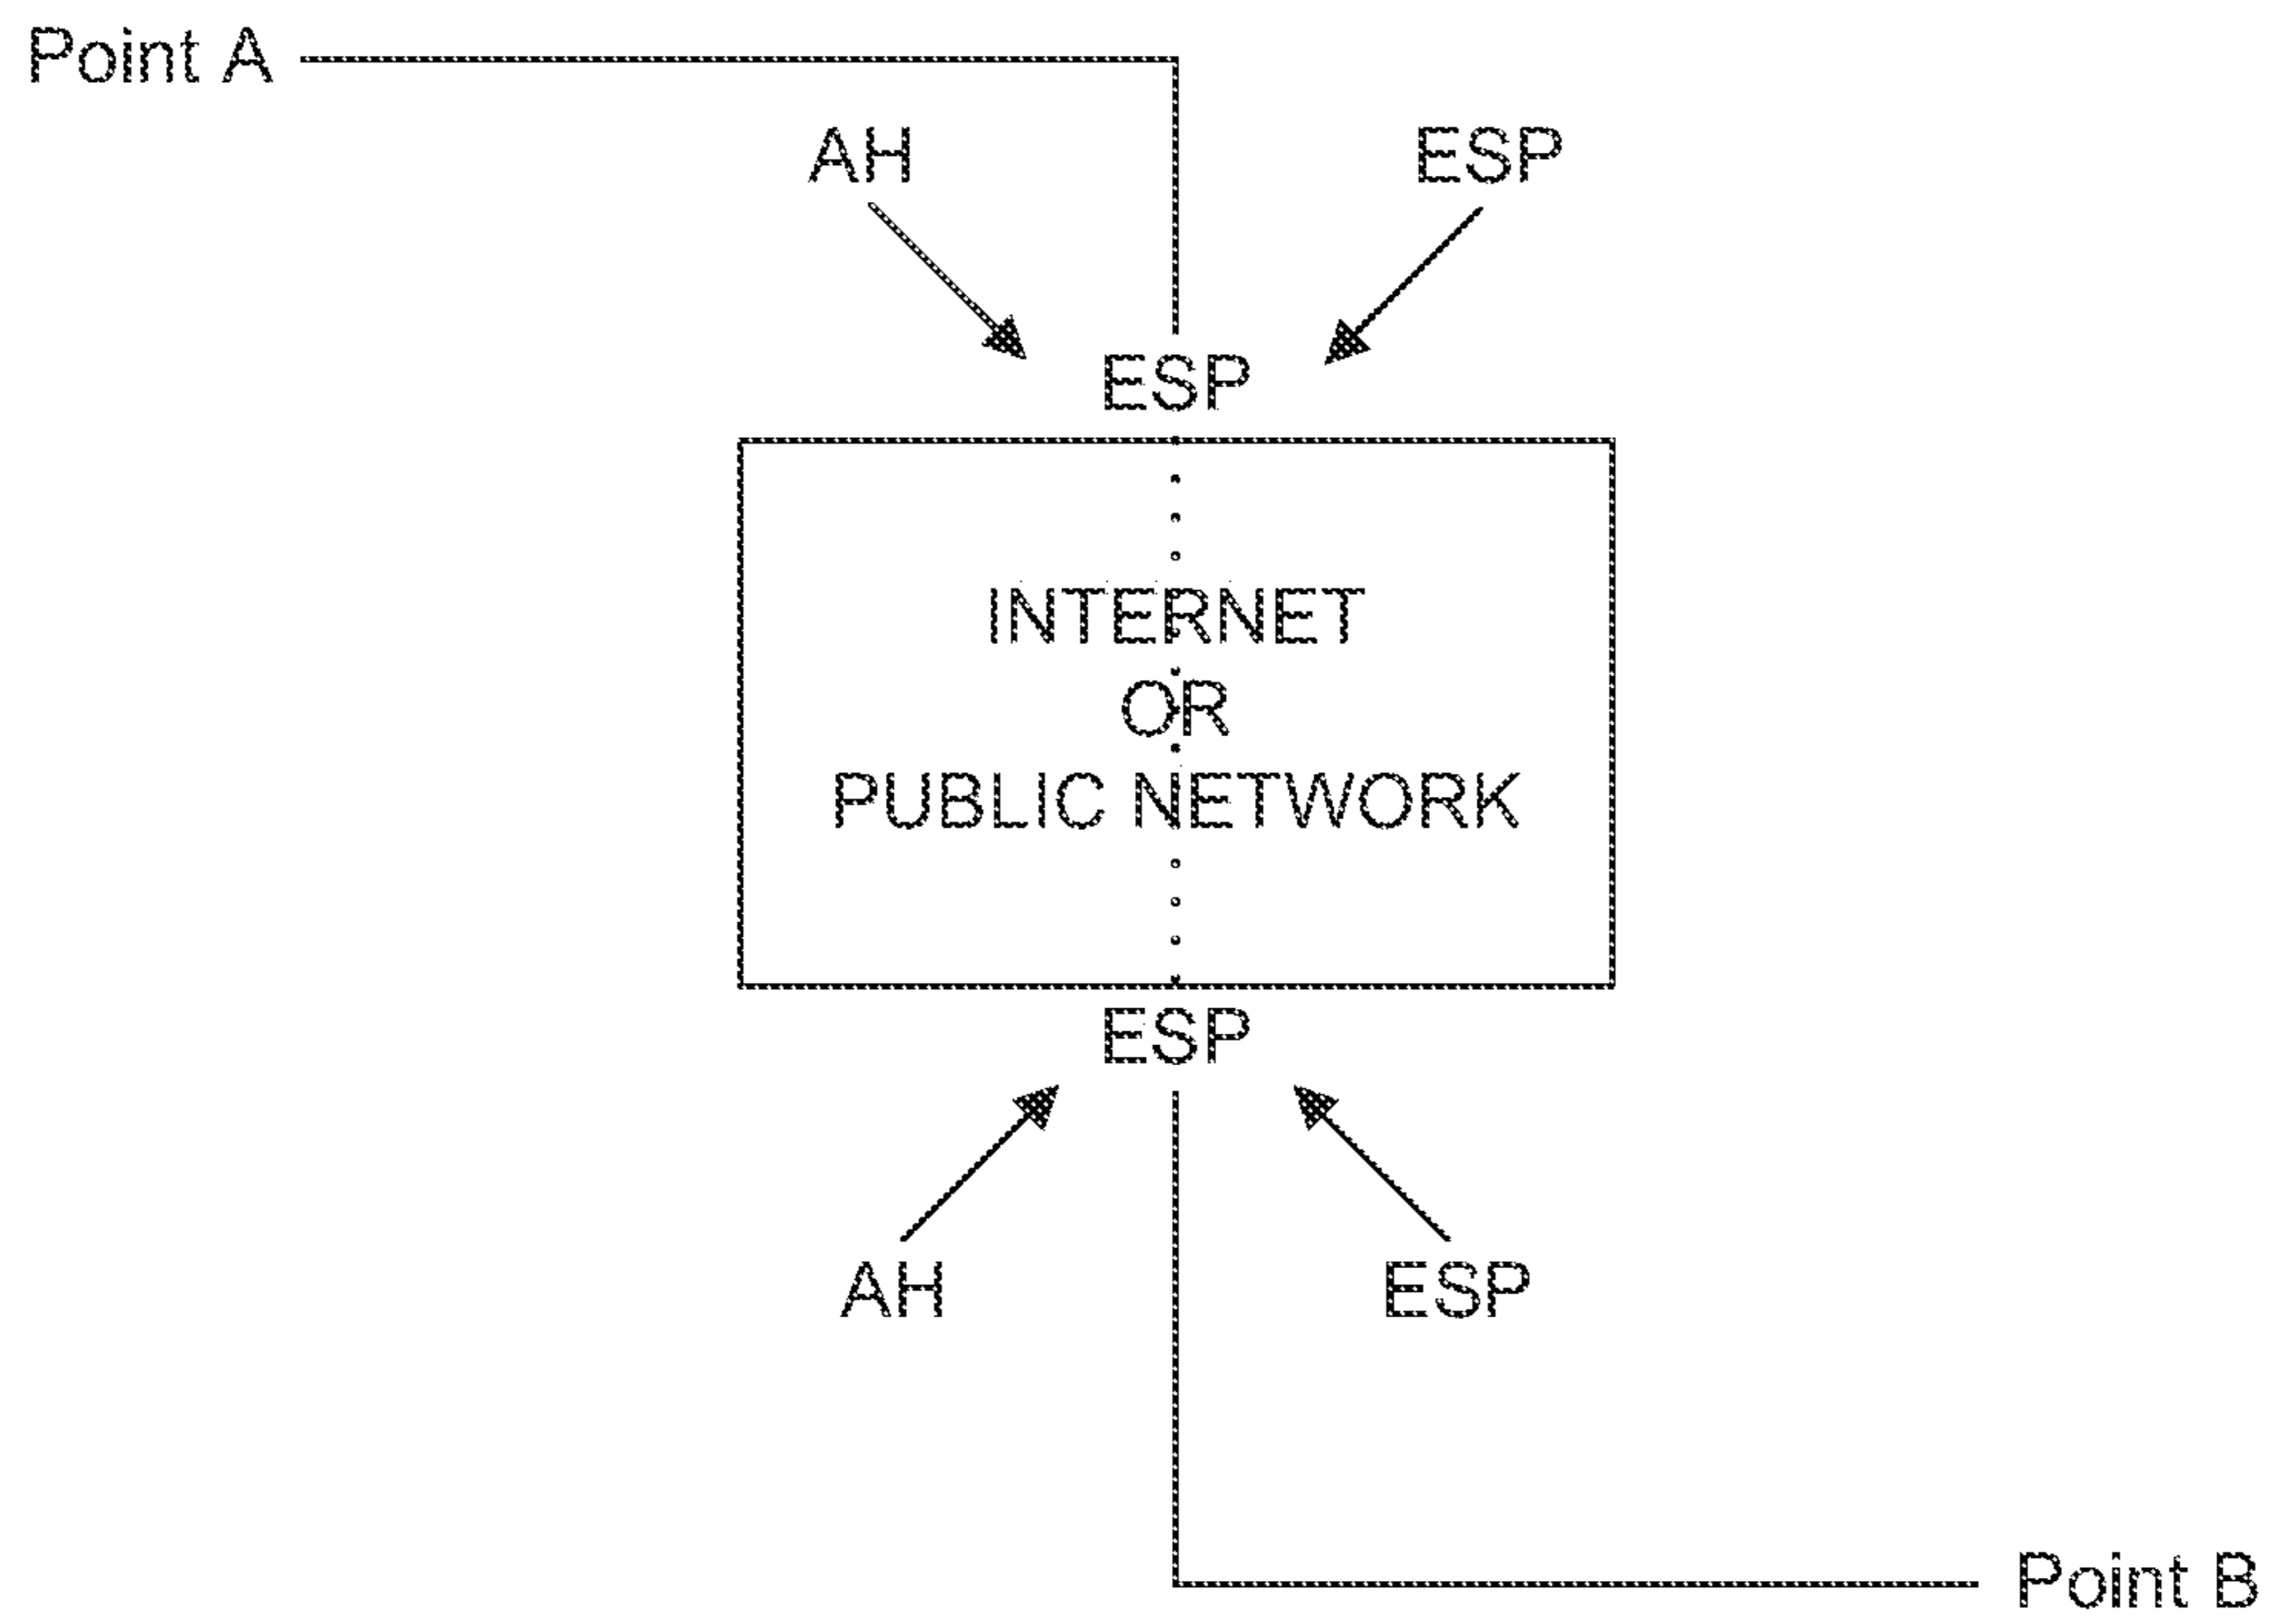 Point A
AH
ESP
ESP
INTERNET
OR
PUBLIC NETWORK
ESP
AH
ESP
Point B